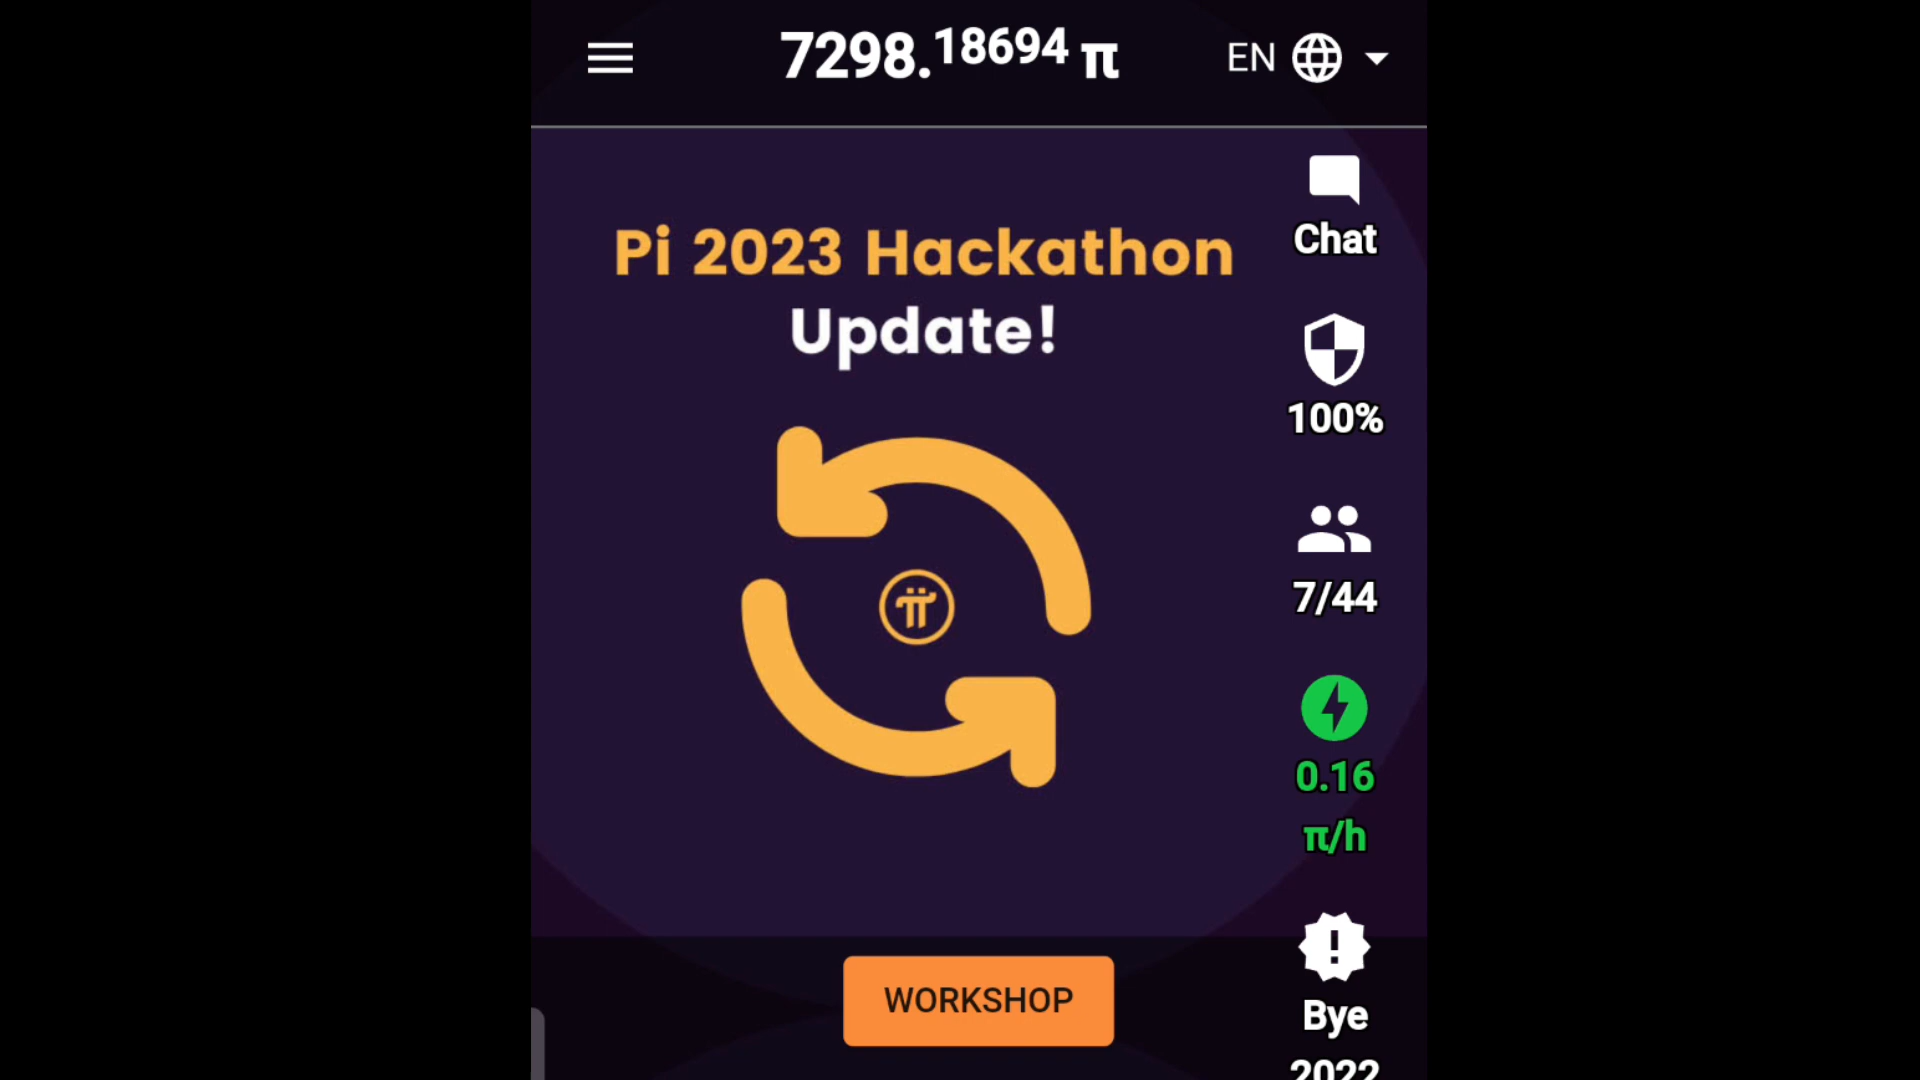 7298.18694 π
EN
Pi 2023 Hackathon
Update!
Chat
100%
7/44
0.16
π/h
WORKSHOP
Bye
2022